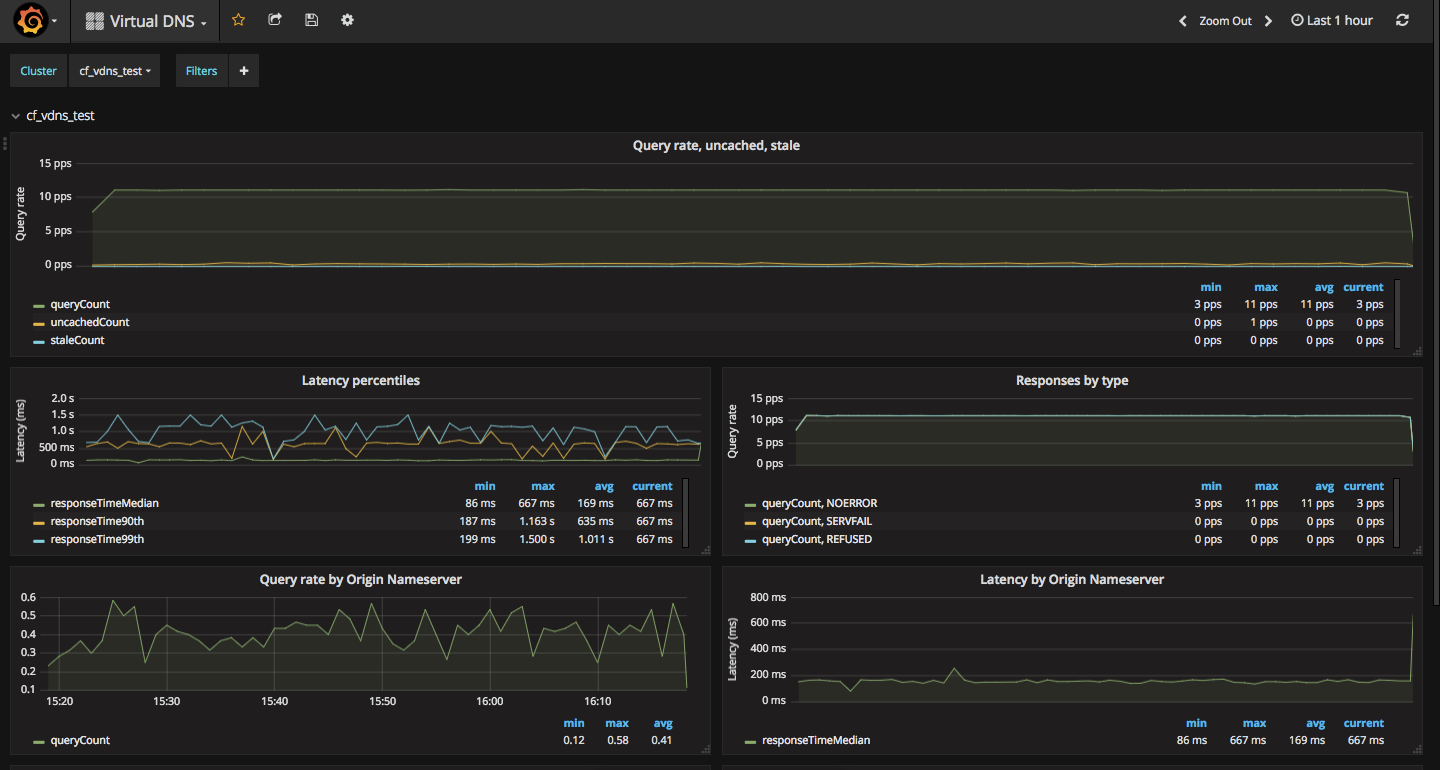 Virtual DNS
Zoom Out
Last 1 hour
Cluster cf_vdns_test Filters +
cf_vdns_test
Query rate, uncached, stale
Query rate
15 pps
10 pps
5 pps
0 pps
min max avg current
queryCount 3 pps 11 pps 11 pps 3 pps
uncachedCount 0 pps 1 pps 0 pps 0 pps
staleCount 0 pps 0 pps 0 pps 0 pps
Latency percentiles
Latency (ms)
2.0 s
1.5 s
1.0 s
500 ms
0 ms
min max avg current
responseTimeMedian 86 ms 667 ms 169 ms 667 ms
responseTime90th 187 ms 1.163 s 635 ms 667 ms
responseTime99th 199 ms 1.500 s 1.011 s 667 ms
Responses by type
Query rate
15 pps
10 pps
5 pps
0 pps
min max avg current
queryCount, NOERROR 3 pps 11 pps 11 pps 3 pps
queryCount, SERVFAIL 0 pps 0 pps 0 pps 0 pps
queryCount, REFUSED 0 pps 0 pps 0 pps 0 pps
Query rate by Origin Nameserver
0.6
0.5
0.4
0.3
0.2
0.1
15:20 15:30 15:40 15:50 16:00 16:10
min max avg
queryCount 0.12 0.58 0.41
Latency by Origin Nameserver
Latency (ms)
800 ms
600 ms
400 ms
200 ms
0 ms
min max avg current
responseTimeMedian 86 ms 667 ms 169 ms 667 ms